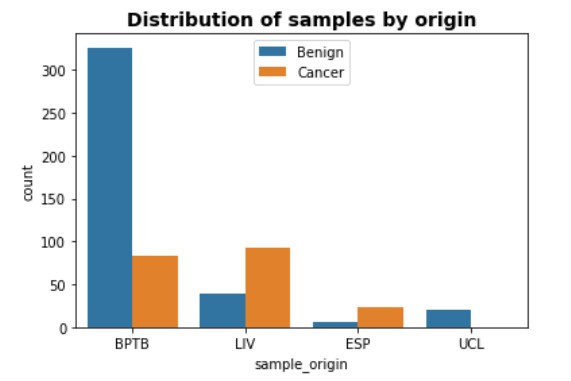 Distribution of samples by origin
Benign
Cancer
300
250
200
150
100
50
0
count
BPTB LIV ESP UCL
sample_origin